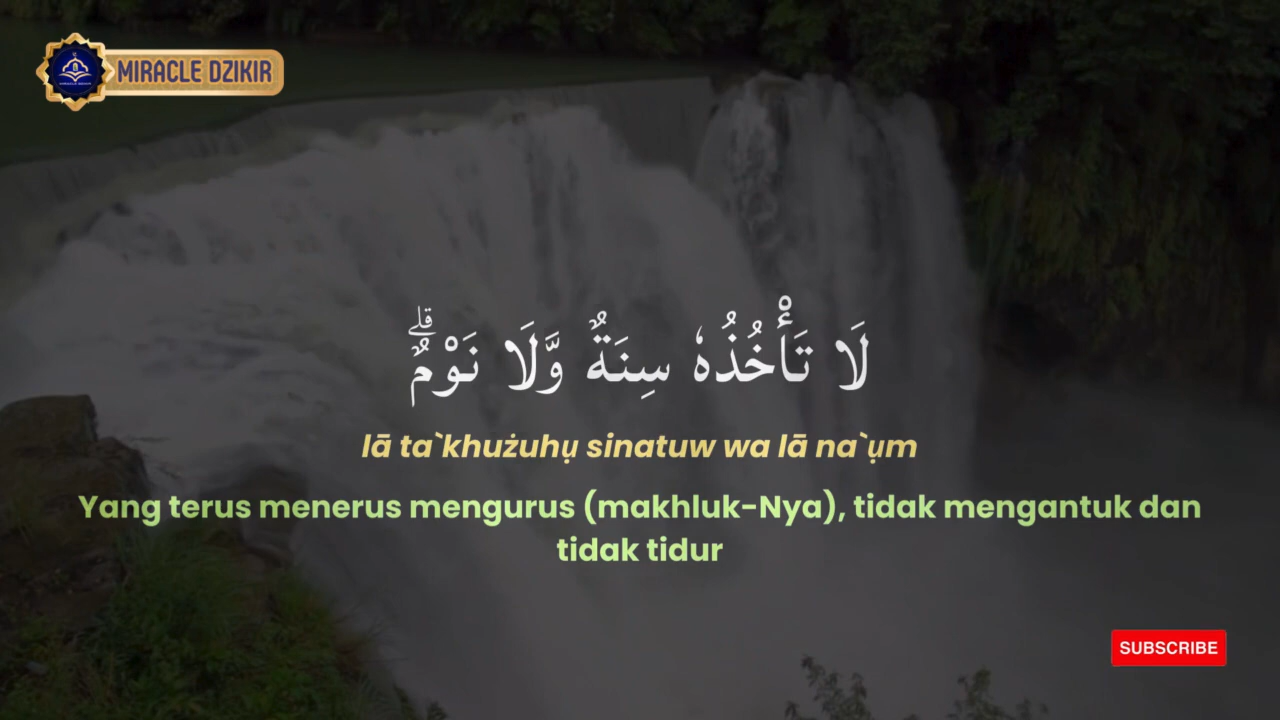 MIRACLE DZIKIR
لَا تَأْخُذُهٗ سِنَةٌ وَّلَا نَوْمٌۗ
lā ta`khużuhụ sinatuw wa lā na`ụm
Yang terus menerus mengurus (makhluk-Nya), tidak mengantuk dan
tidak tidur
SUBSCRIBE